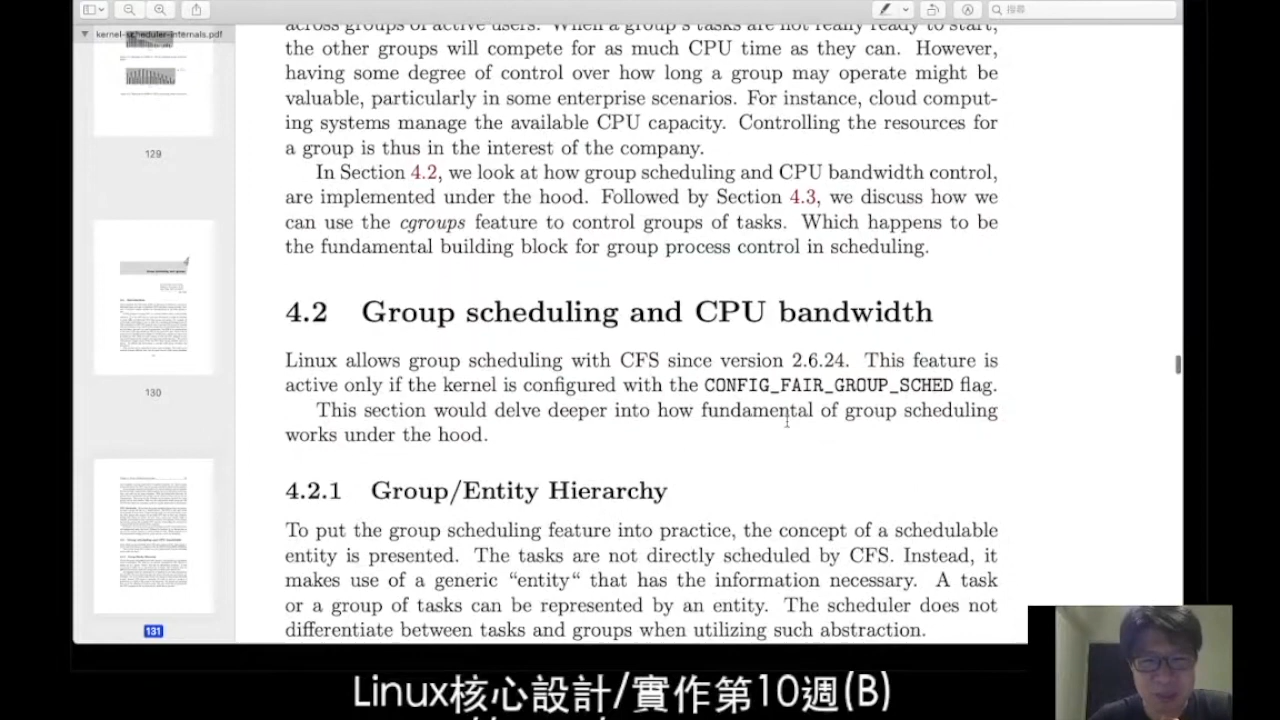 搜尋
kernel-scheduler-internals.pdf
129
130
131
across groups of active users. When a group's tasks are not ready ready to start,
the other groups will compete for as much CPU time as they can. However,
having some degree of control over how long a group may operate might be
valuable, particularly in some enterprise scenarios. For instance, cloud comput-
ing systems manage the available CPU capacity. Controlling the resources for
a group is thus in the interest of the company.
In Section 4.2, we look at how group scheduling and CPU bandwidth control,
are implemented under the hood. Followed by Section 4.3, we discuss how we
can use the cgroups feature to control groups of tasks. Which happens to be
the fundamental building block for group process control in scheduling.
4.2 Group scheduling and CPU bandwidth
Linux allows group scheduling with CFS since version 2.6.24. This feature is
active only if the kernel is configured with the CONFIG_FAIR_GROUP_SCHED flag.
This section would delve deeper into how fundamental of group scheduling
works under the hood.
4.2.1 Group/Entity Hierarchy
To put the group scheduling feature into practice, the concept of a schedulable
entity is presented. The tasks are not directly scheduled by CFS. Instead, it
makes use of a generic “entity“ that has the information necessary. A task
or a group of tasks can be represented by an entity. The scheduler does not
differentiate between tasks and groups when utilizing such abstraction.
Linux核心設計/實作第10週(B)